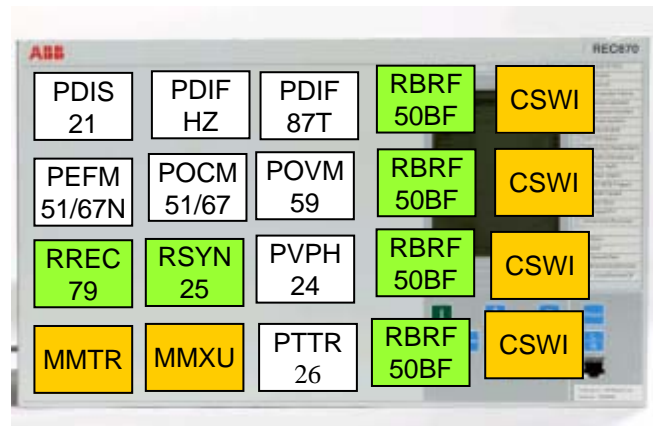 ABB
REC670
PDIS
21
PDIF
HZ
PDIF
87T
RBRF
50BF
CSWI
PEFM
51/67N
POCM
51/67
POVM
59
RBRF
50BF
CSWI
RREC
79
RSYN
25
PVPH
24
RBRF
50BF
CSWI
MMTR
MMXU
PTTR
26
RBRF
50BF
CSWI